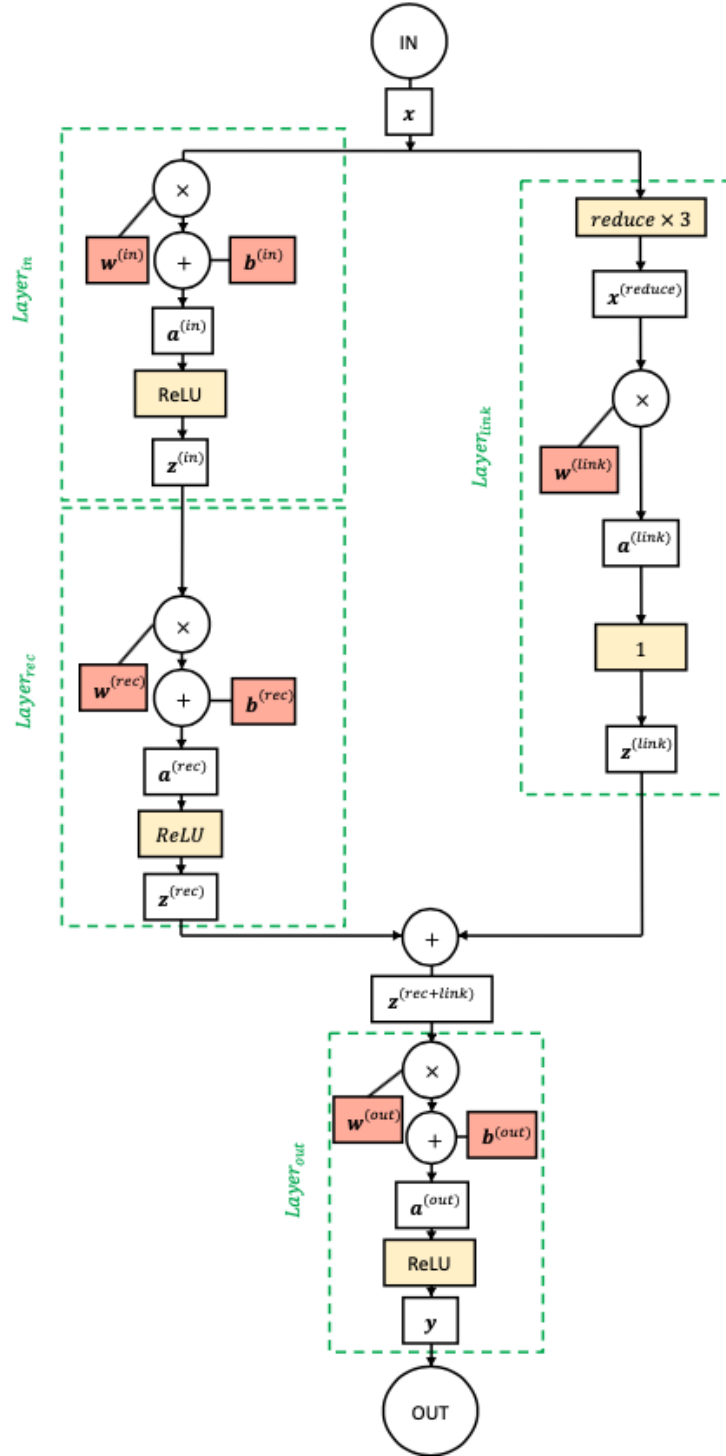 IN
x
Layer_in
×
w^(in)
+
b^(in)
a^(in)
ReLU
z^(in)
Layer_link
reduce × 3
x^(reduce)
×
w^(link)
a^(link)
1
z^(link)
Layer_rec
×
w^(rec)
+
b^(rec)
a^(rec)
ReLU
z^(rec)
+
z^(rec+link)
Layer_out
×
w^(out)
+
b^(out)
a^(out)
ReLU
y
OUT